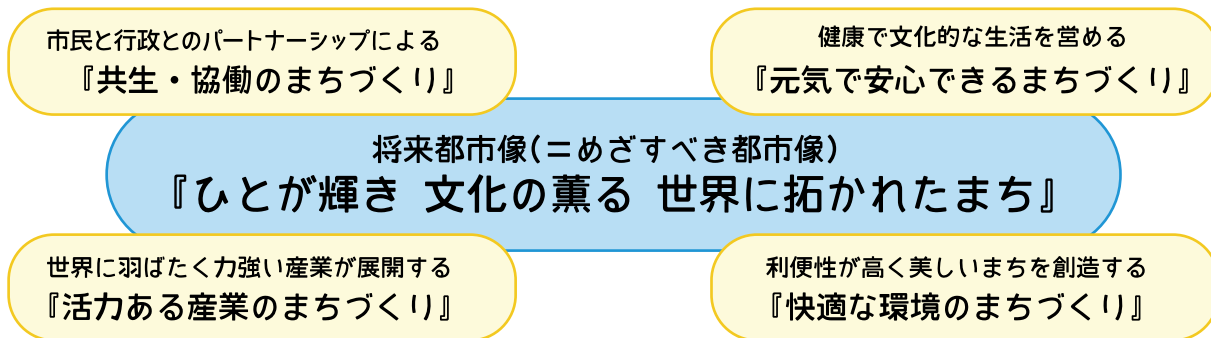 市民と行政とのパートナーシップによる
『共生・協働のまちづくり』
健康で文化的な生活を営める
『元気で安心できるまちづくり』
将来都市像(＝めざすべき都市像)
『ひとが輝き 文化の薫る 世界に拓かれたまち』
世界に羽ばたく力強い産業が展開する
『活力ある産業のまちづくり』
利便性が高く美しいまちを創造する
『快適な環境のまちづくり』